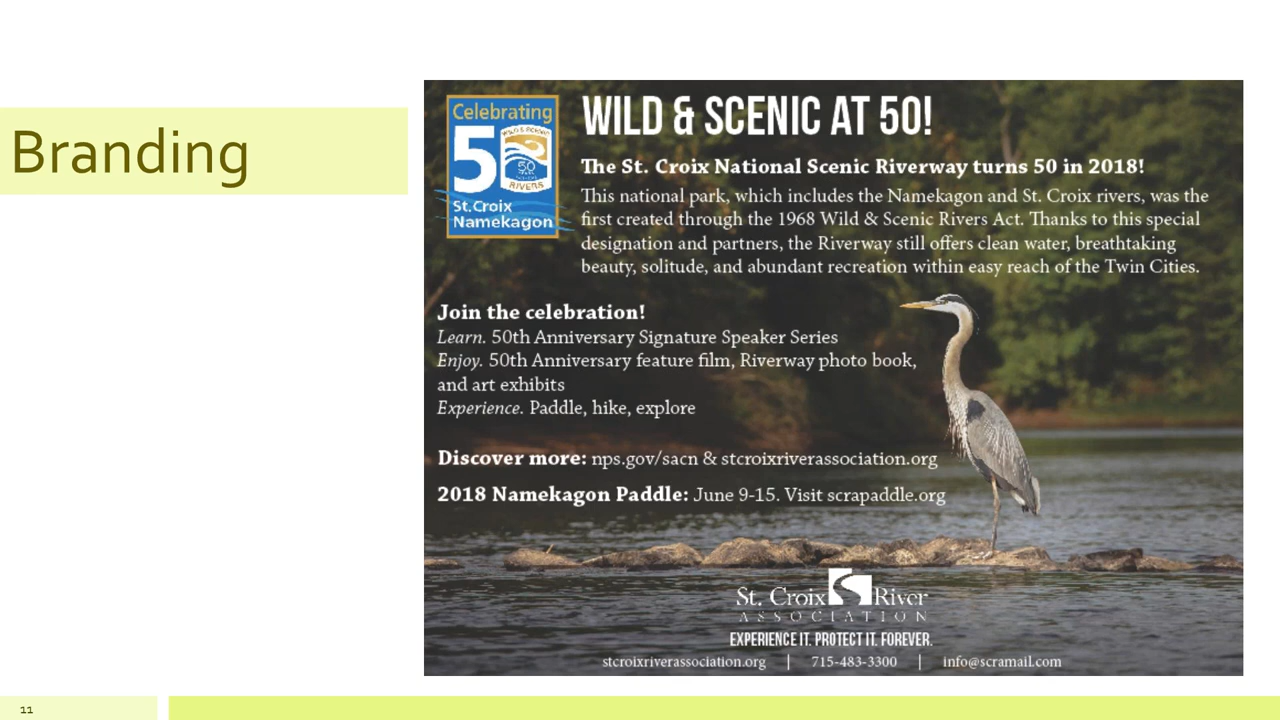 Branding
Celebrating
50
WILD & SCENIC
50
YEARS
RIVERS
St.Croix
Namekagon
WILD & SCENIC AT 50!
The St. Croix National Scenic Riverway turns 50 in 2018!
This national park, which includes the Namekagon and St. Croix rivers, was the
first created through the 1968 Wild & Scenic Rivers Act. Thanks to this special
designation and partners, the Riverway still offers clean water, breathtaking
beauty, solitude, and abundant recreation within easy reach of the Twin Cities.
Join the celebration!
Learn. 50th Anniversary Signature Speaker Series
Enjoy. 50th Anniversary feature film, Riverway photo book,
and art exhibits
Experience. Paddle, hike, explore
Discover more: nps.gov/sacn & stcroixriverassociation.org
2018 Namekagon Paddle: June 9-15. Visit scrapaddle.org
St. Croix River
ASSOCIATION
EXPERIENCE IT. PROTECT IT. FOREVER.
stcroixriverassociation.org | 715-483-3300 | info@scramail.com
11